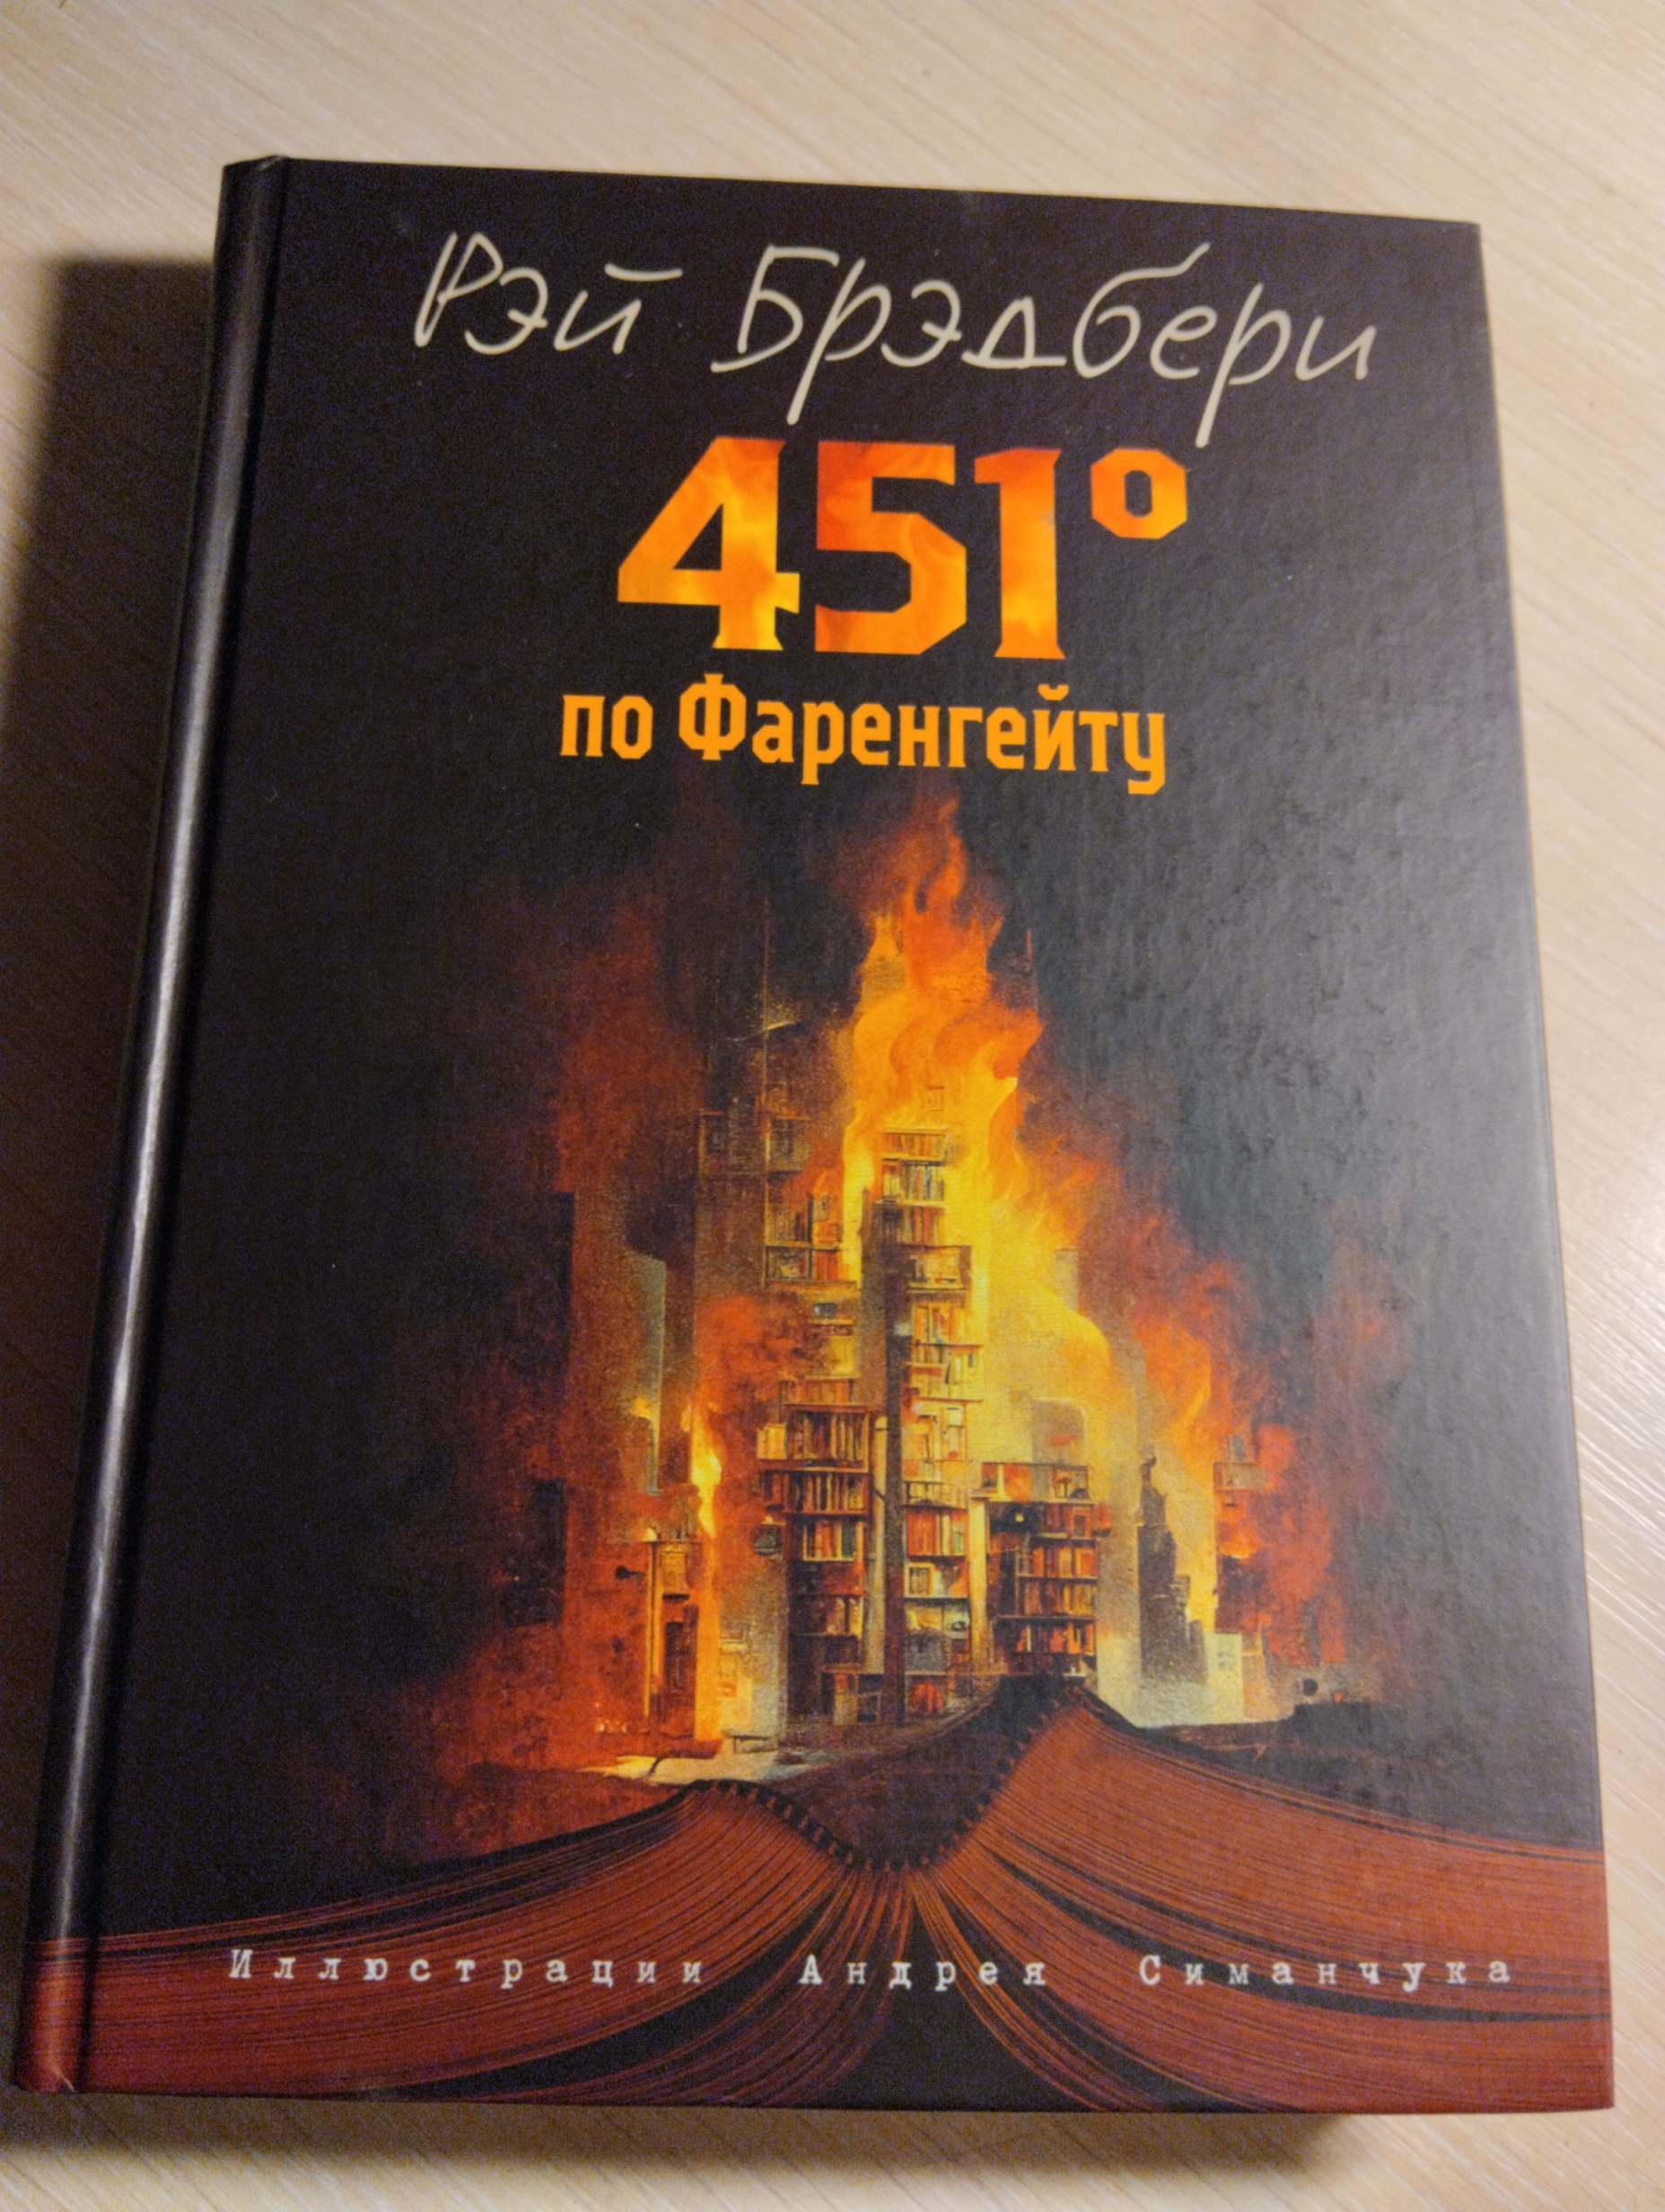 Рэй Брэдбери
451°
по Фаренгейту
Иллюстрации Андрея Симанчука